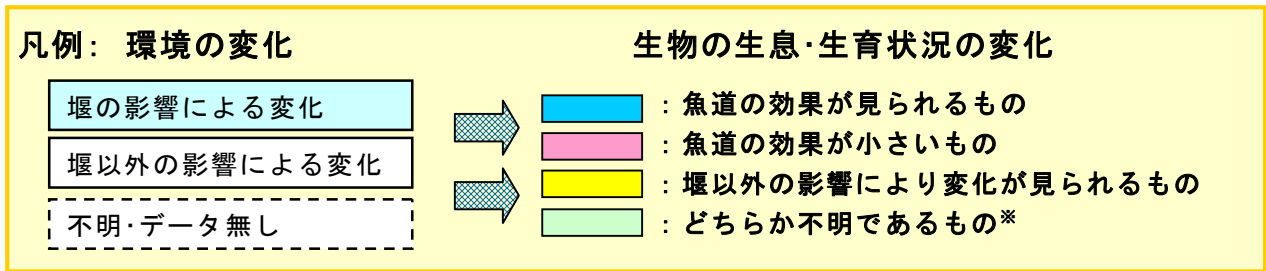 凡例： 環境の変化
生物の生息･生育状況の変化
堰の影響による変化
堰以外の影響による変化
不明･データ無し
：魚道の効果が見られるもの
：魚道の効果が小さいもの
：堰以外の影響により変化が見られるもの
：どちらか不明であるもの※